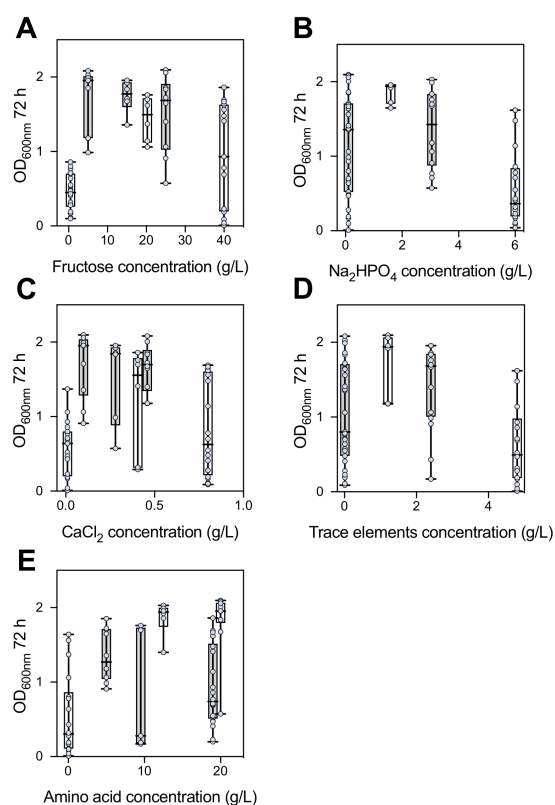 A
B
OD600nm 72 h
2
1
0
0 10 20 30 40
Fructose concentration (g/L)
OD600nm 72 h
2
1
0
0 2 4 6
Na2HPO4 concentration (g/L)
C
D
OD600nm 72 h
2
1
0
0.0 0.5 1.0
CaCl2 concentration (g/L)
OD600nm 72 h
2
1
0
0 2 4
Trace elements concentration (g/L)
E
OD600nm 72 h
2
1
0
0 10 20
Amino acid concentration (g/L)